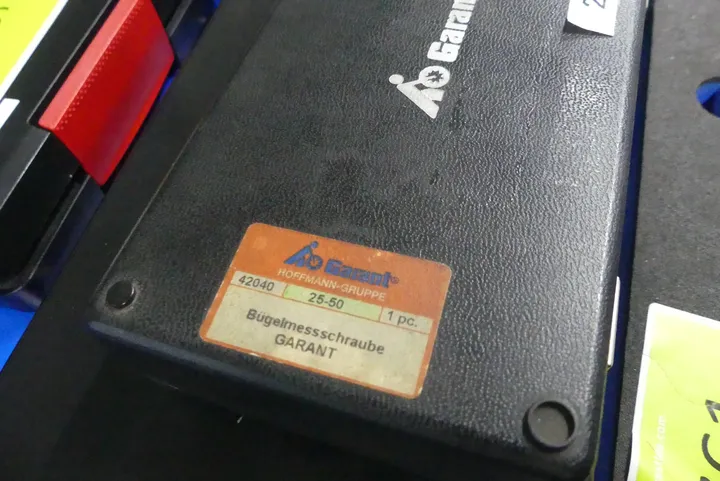 Garant
Garant®
HOFFMANN-GRUPPE
42040 25-50 1 pc.
Bügelmessschraube
GARANT